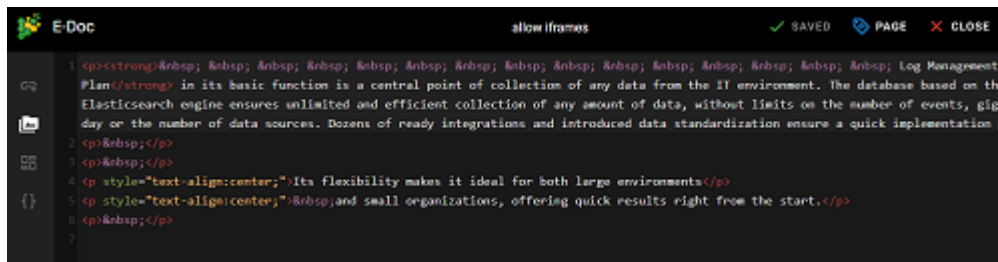 E-Doc
allow iframes
SAVED
PAGE
CLOSE
1 <p><strong>&nbsp; &nbsp; &nbsp; &nbsp; &nbsp; &nbsp; &nbsp; &nbsp; &nbsp; &nbsp; &nbsp; &nbsp; &nbsp; &nbsp; &nbsp; Log Management
Plan</strong> in its basic function is a central point of collection of any data from the IT environment. The database based on th
Elasticsearch engine ensures unlimited and efficient collection of any amount of data, without limits on the number of events, gig
day or the number of data sources. Dozens of ready integrations and introduced data standardization ensure a quick implementation
2 <p>&nbsp;</p>
3 <p>&nbsp;</p>
4 <p style="text-align:center;">Its flexibility makes it ideal for both large environments</p>
5 <p style="text-align:center;">&nbsp;and small organizations, offering quick results right from the start.</p>
6 <p>&nbsp;</p>
7